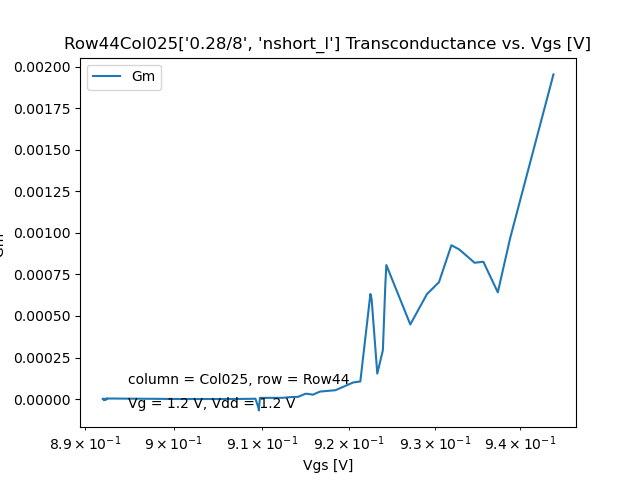 Row44Col025['0.28/8', 'nshort_l'] Transconductance vs. Vgs [V]
Gm
0.00200
0.00175
0.00150
0.00125
0.00100
0.00075
0.00050
0.00025
0.00000
column = Col025, row = Row44
Vg = 1.2 V, Vdd = 1.2 V
8.9 × 10⁻¹ 9 × 10⁻¹ 9.1 × 10⁻¹ 9.2 × 10⁻¹ 9.3 × 10⁻¹ 9.4 × 10⁻¹
Vgs [V]